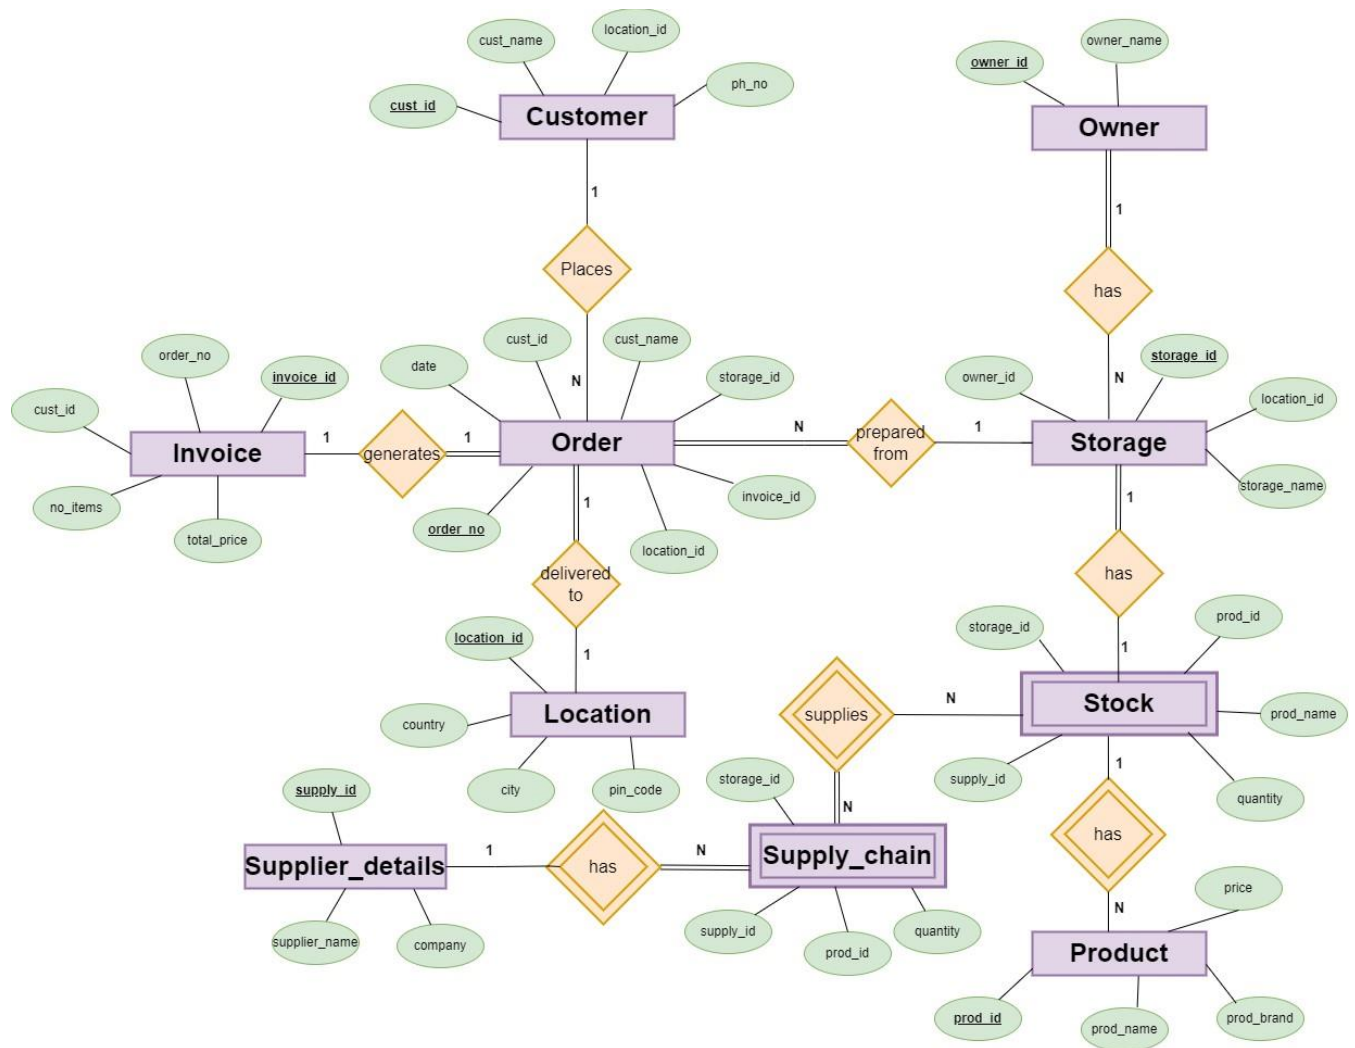 location_id
cust_name
owner_name
owner_id
ph_no
cust_id
Customer
Owner
1
1
Places
has
cust_id
cust_name
order_no
storage_id
date
invoice_id
storage_id
owner_id
N
N
location_id
cust_id
N
prepared
from
1
1
1
Order
Storage
Invoice
generates
storage_name
invoice_id
no_items
1
1
order_no
total_price
location_id
delivered
to
has
prod_id
storage_id
location_id
1
1
Stock
supplies
N
Location
prod_name
country
1
storage_id
supply_id
city
pin_code
supply_id
quantity
N
has
1
N
Supply_chain
Supplier_details
has
price
N
supply_id
quantity
supplier_name
company
prod_id
Product
prod_id
prod_name
prod_brand